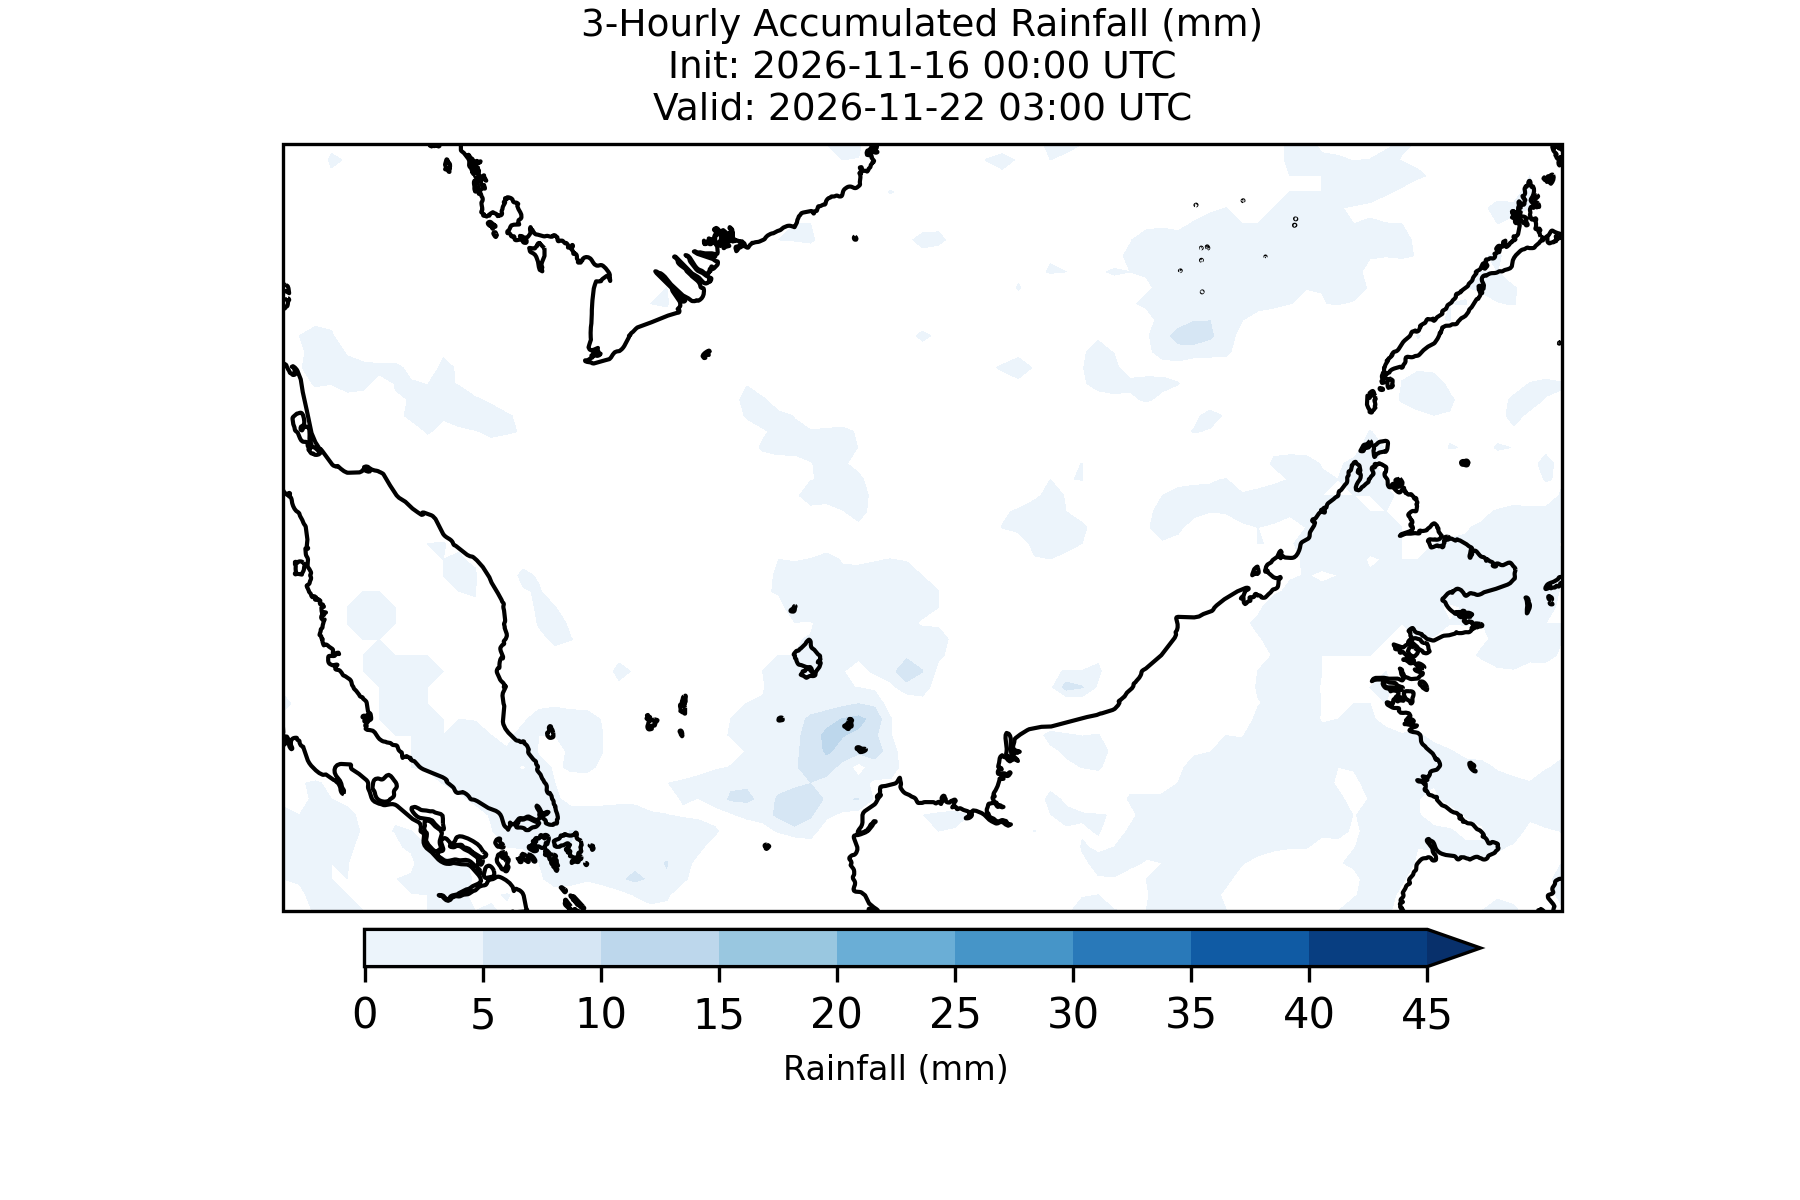 3-Hourly Accumulated Rainfall (mm)
Init: 2026-11-16 00:00 UTC
Valid: 2026-11-22 03:00 UTC
0 5 10 15 20 25 30 35 40 45
Rainfall (mm)